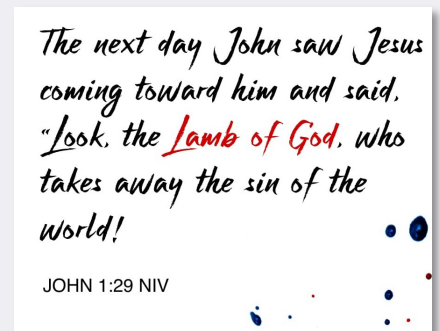 The next day John saw Jesus
coming toward him and said,
"Look, the Lamb of God, who
takes away the sin of the
world!
JOHN 1:29 NIV